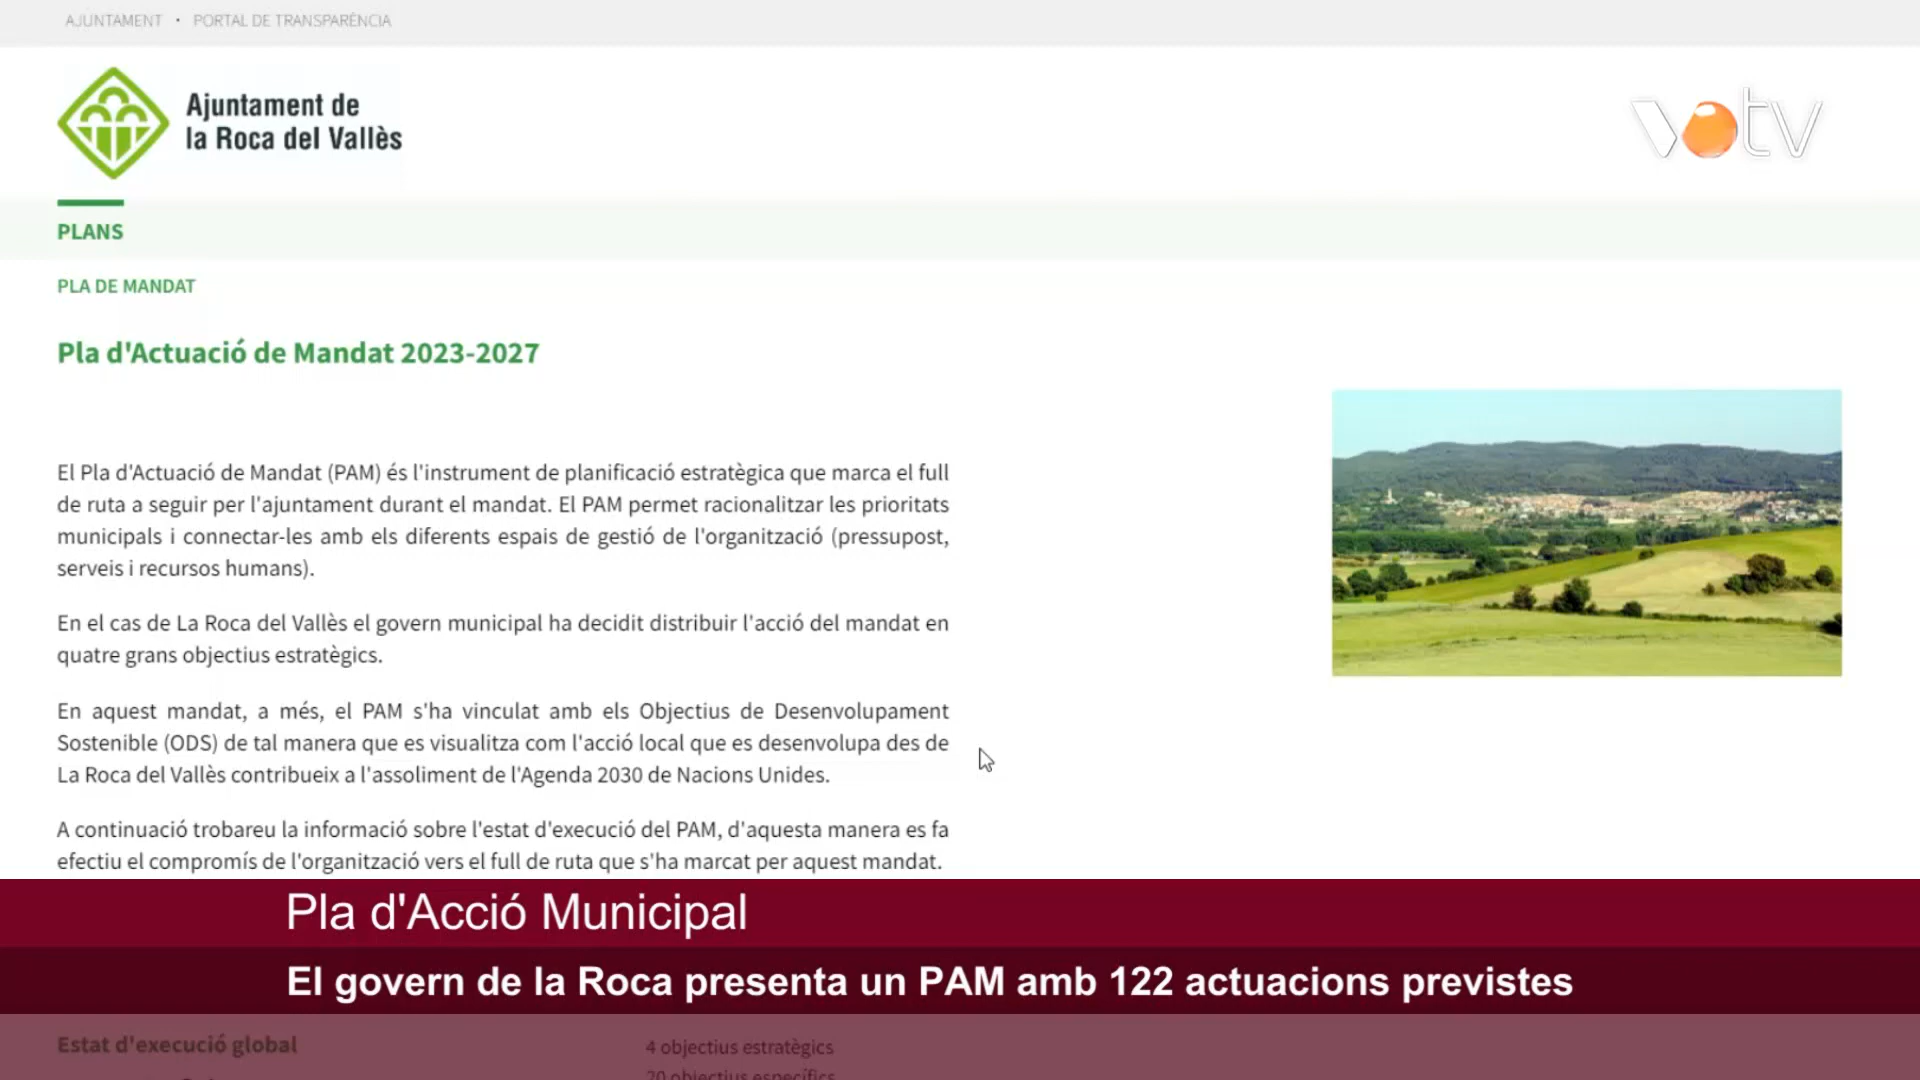 AJUNTAMENT • PORTAL DE TRANSPARÈNCIA
Ajuntament de
la Roca del Vallès
votv
PLANS
PLA DE MANDAT
Pla d'Actuació de Mandat 2023-2027
El Pla d'Actuació de Mandat (PAM) és l'instrument de planificació estratègica que marca el full
de ruta a seguir per l'ajuntament durant el mandat. El PAM permet racionalitzar les prioritats
municipals i connectar-les amb els diferents espais de gestió de l'organització (pressupost,
serveis i recursos humans).
En el cas de La Roca del Vallès el govern municipal ha decidit distribuir l'acció del mandat en
quatre grans objectius estratègics.
En aquest mandat, a més, el PAM s'ha vinculat amb els Objectius de Desenvolupament
Sostenible (ODS) de tal manera que es visualitza com l'acció local que es desenvolupa des de
La Roca del Vallès contribueix a l'assoliment de l'Agenda 2030 de Nacions Unides.
A continuació trobareu la informació sobre l'estat d'execució del PAM, d'aquesta manera es fa
efectiu el compromís de l'organització vers el full de ruta que s'ha marcat per aquest mandat.
Pla d'Acció Municipal
El govern de la Roca presenta un PAM amb 122 actuacions previstes
Estat d'execució global
4 objectius estratègics
20 objectius específics